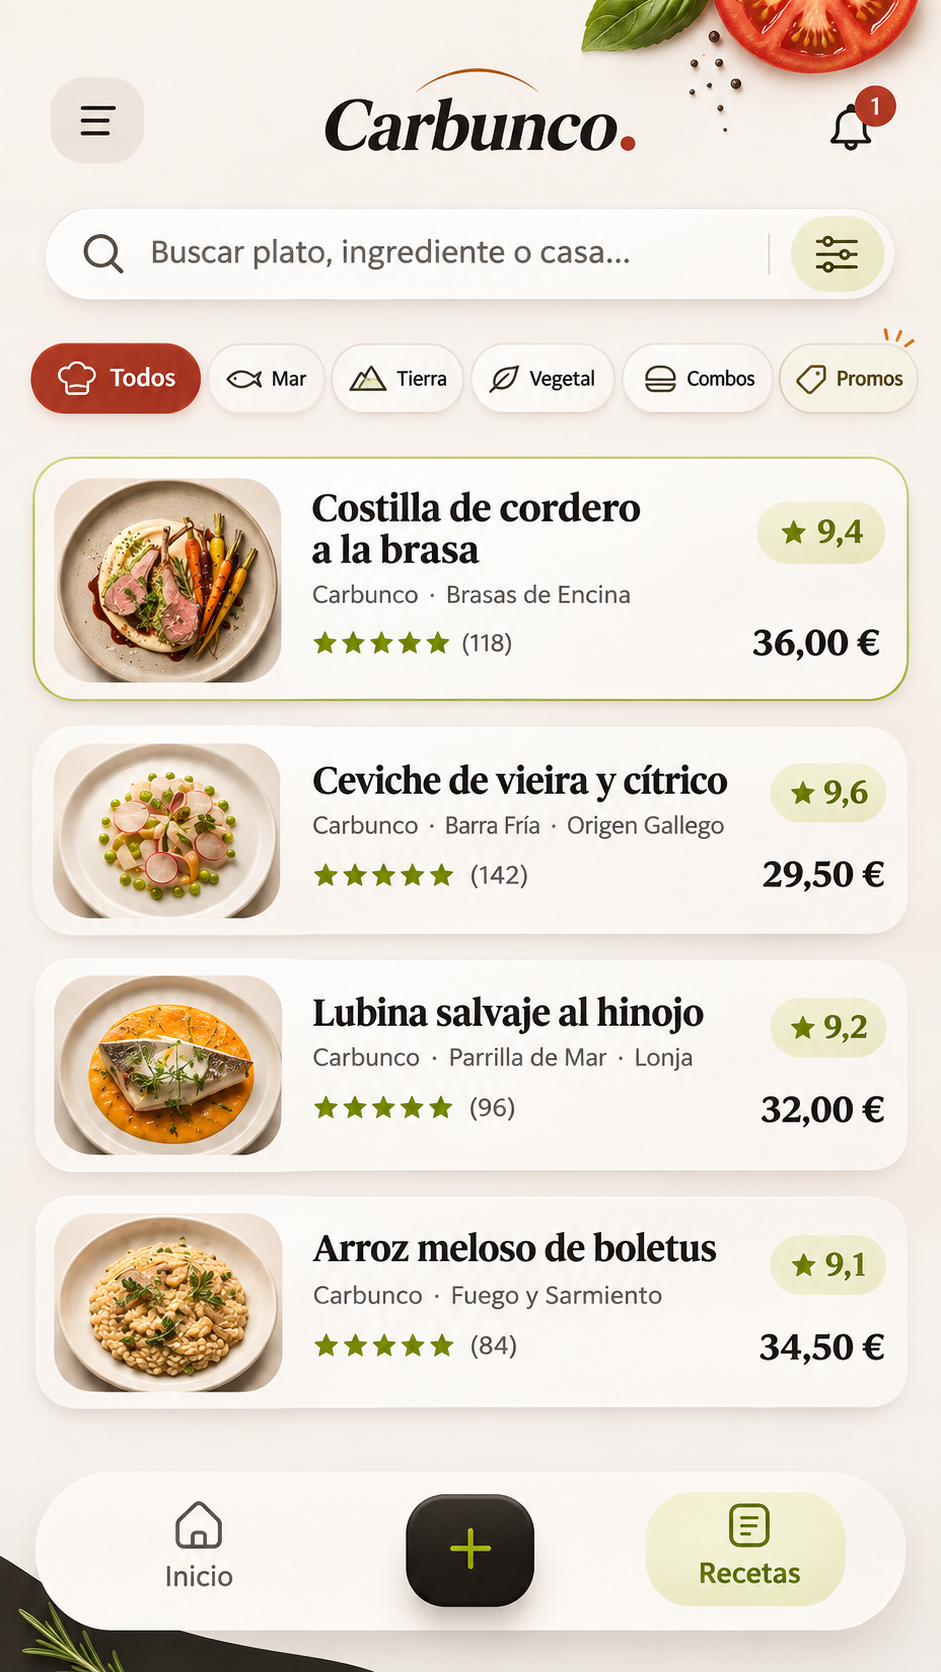 Carbunco.
1
Buscar plato, ingrediente o casa...
Todos
Mar
Tierra
Vegetal
Combos
Promos
Costilla de cordero
a la brasa
9,4
Carbunco · Brasas de Encina
(118)
36,00 €
Ceviche de vieira y cítrico
9,6
Carbunco · Barra Fría · Origen Gallego
(142)
29,50 €
Lubina salvaje al hinojo
9,2
Carbunco · Parrilla de Mar · Lonja
(96)
32,00 €
Arroz meloso de boletus
9,1
Carbunco · Fuego y Sarmiento
(84)
34,50 €
Inicio
Recetas